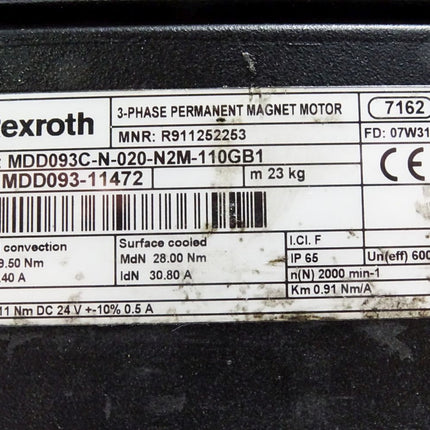 exroth
3-PHASE PERMANENT MAGNET MOTOR
7162
MNR: R911252253
FD: 07W31
: MDD093C-N-020-N2M-110GB1
CE
MDD093-11472
m 23 kg
convection
Surface cooled
I.Cl. F
9.50 Nm
MdN 28.00 Nm
IP 65
Un(eff) 600
.40 A
IdN 30.80 A
n(N) 2000 min-1
Km 0.91 Nm/A
11 Nm DC 24 V +-10% 0.5 A